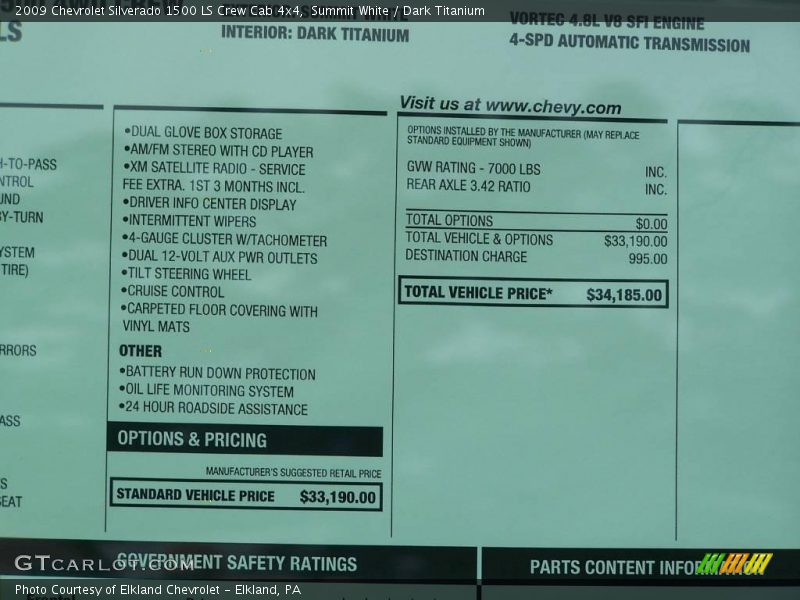 2009 Chevrolet Silverado 1500 LS Crew Cab 4x4, Summit White / Dark Titanium
LS
INTERIOR: DARK TITANIUM
VORTEC 4.8L V8 SFI ENGINE
4-SPD AUTOMATIC TRANSMISSION
H-TO-PASS
NTROL
UND
BY-TURN
YSTEM
TIRE)
RRORS
ASS
S
SEAT
•DUAL GLOVE BOX STORAGE
•AM/FM STEREO WITH CD PLAYER
•XM SATELLITE RADIO - SERVICE
FEE EXTRA. 1ST 3 MONTHS INCL.
•DRIVER INFO CENTER DISPLAY
•INTERMITTENT WIPERS
•4-GAUGE CLUSTER W/TACHOMETER
•DUAL 12-VOLT AUX PWR OUTLETS
•TILT STEERING WHEEL
•CRUISE CONTROL
•CARPETED FLOOR COVERING WITH
VINYL MATS
OTHER
•BATTERY RUN DOWN PROTECTION
•OIL LIFE MONITORING SYSTEM
•24 HOUR ROADSIDE ASSISTANCE
OPTIONS & PRICING
MANUFACTURER'S SUGGESTED RETAIL PRICE
STANDARD VEHICLE PRICE $33,190.00
Visit us at www.chevy.com
OPTIONS INSTALLED BY THE MANUFACTURER (MAY REPLACE
STANDARD EQUIPMENT SHOWN)
GVW RATING - 7000 LBS INC.
REAR AXLE 3.42 RATIO INC.
TOTAL OPTIONS $0.00
TOTAL VEHICLE & OPTIONS $33,190.00
DESTINATION CHARGE 995.00
TOTAL VEHICLE PRICE* $34,185.00
GOVERNMENT SAFETY RATINGS
PARTS CONTENT INFORMATION
GTCARLOT.COM
Photo Courtesy of Elkland Chevrolet - Elkland, PA